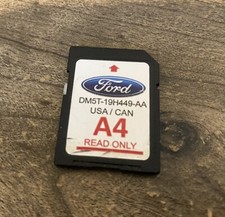 Ford
DM5T-19H449-AA
USA / CAN
A4
READ ONLY